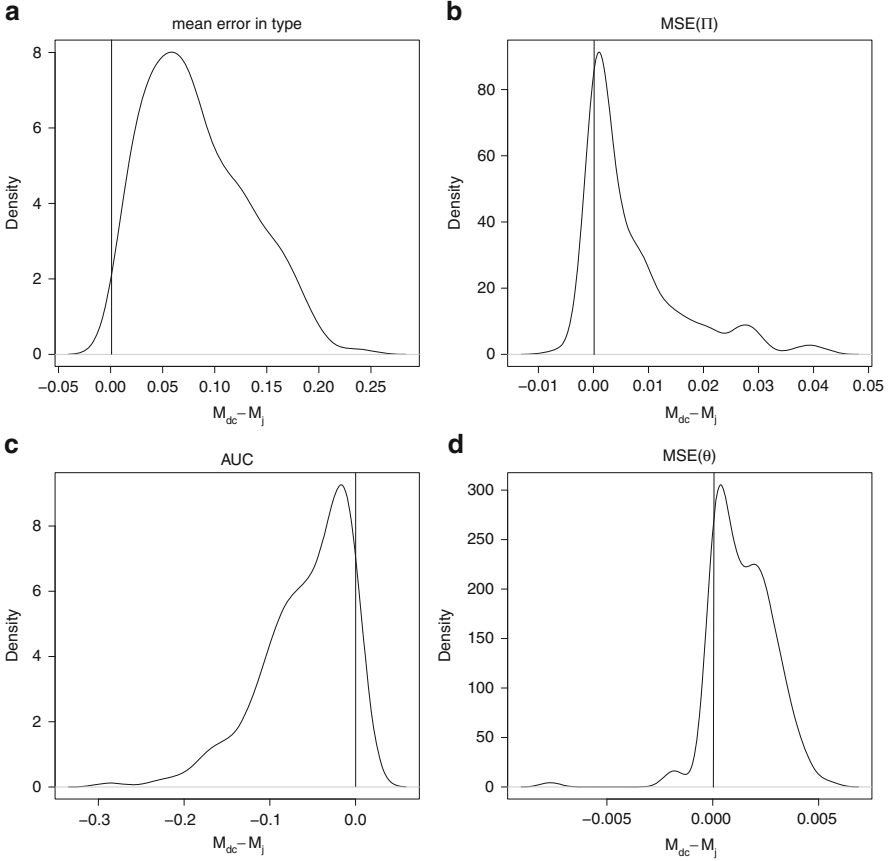 a
mean error in type
Density
8
6
4
2
0
−0.05 0.00 0.05 0.10 0.15 0.20 0.25
M_dc − M_j
b
MSE(Π)
Density
80
60
40
20
0
−0.01 0.00 0.01 0.02 0.03 0.04 0.05
M_dc − M_j
c
AUC
Density
8
6
4
2
0
−0.3 −0.2 −0.1 0.0
M_dc − M_j
d
MSE(θ)
Density
300
250
200
150
100
50
0
−0.005 0.000 0.005
M_dc − M_j